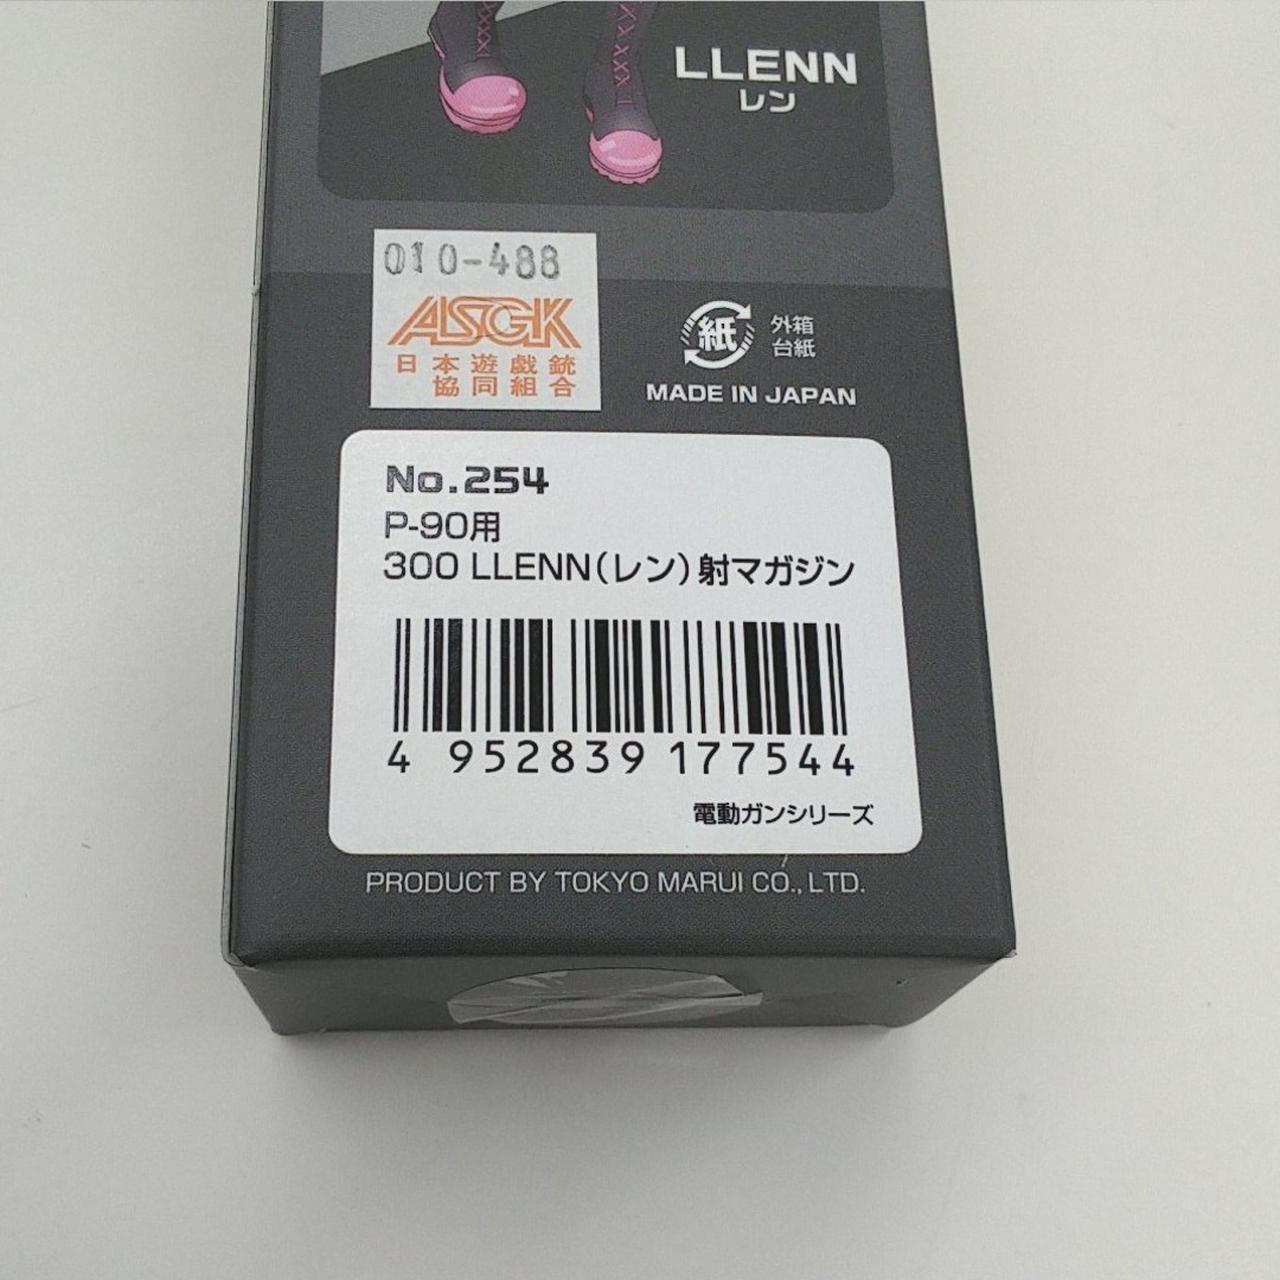 LLENN
レン
010-488
ASGK
日本遊戯銃
協同組合
紙
外箱
台紙
MADE IN JAPAN
No.254
P-90用
300 LLENN(レン)射マガジン
4 952839 177544
電動ガンシリーズ
PRODUCT BY TOKYO MARUI CO., LTD.